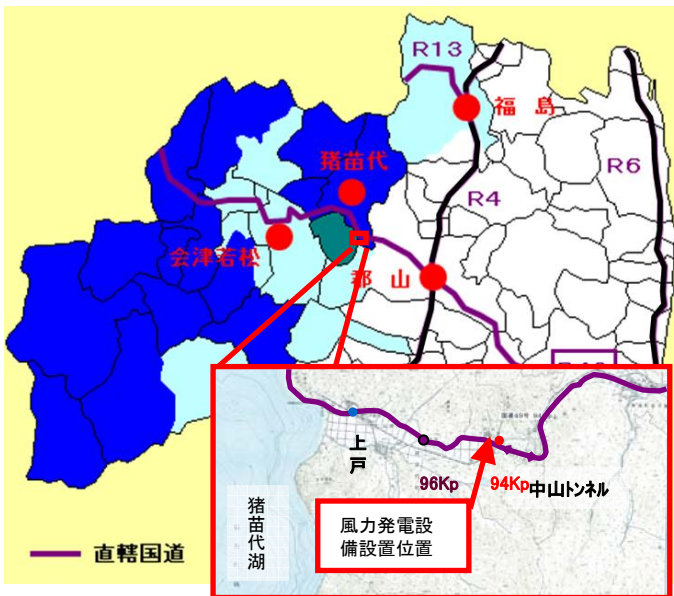 R13
福島
猪苗代
R6
R4
会津若松
郡山
上戸
96Kp
94Kp
中山トンネル
猪苗代湖
風力発電設
備設置位置
直轄国道